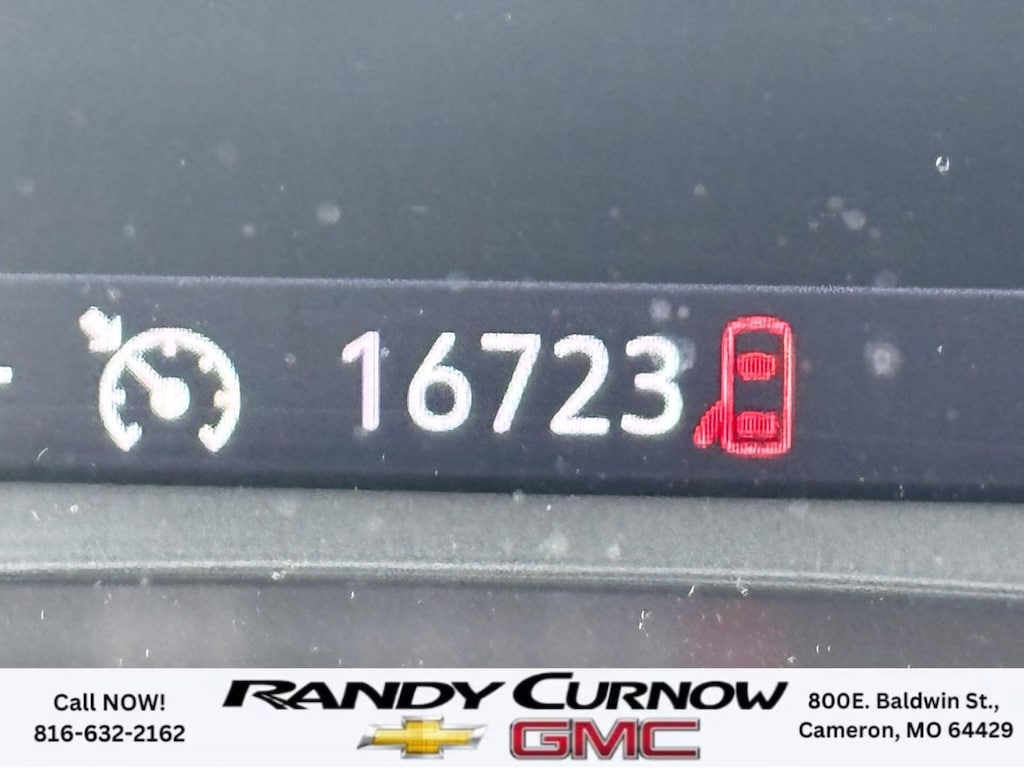 16723
Call NOW!
816-632-2162
RANDY CURNOW
GMC
800E. Baldwin St.,
Cameron, MO 64429